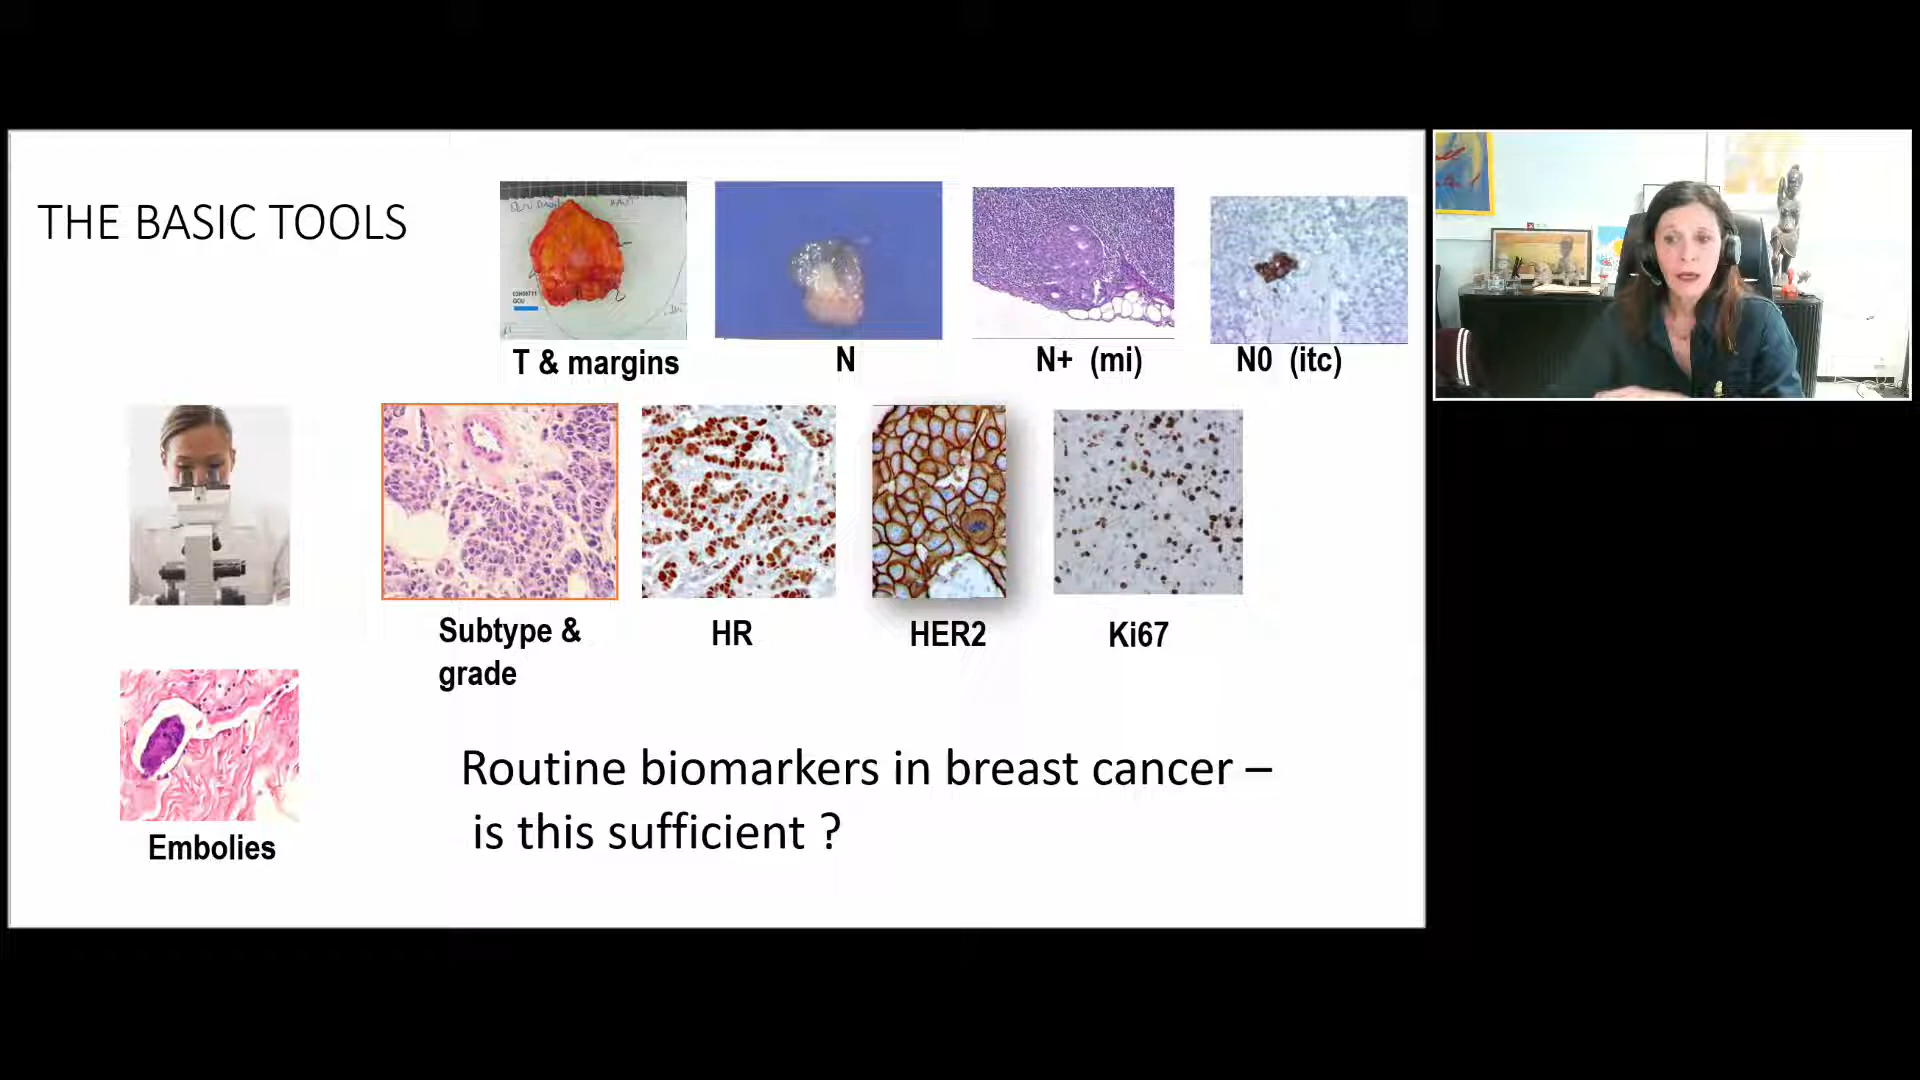 THE BASIC TOOLS
T & margins
N
N+ (mi)
N0 (itc)
Subtype &
grade
HR
HER2
Ki67
Embolies
Routine biomarkers in breast cancer –
is this sufficient ?